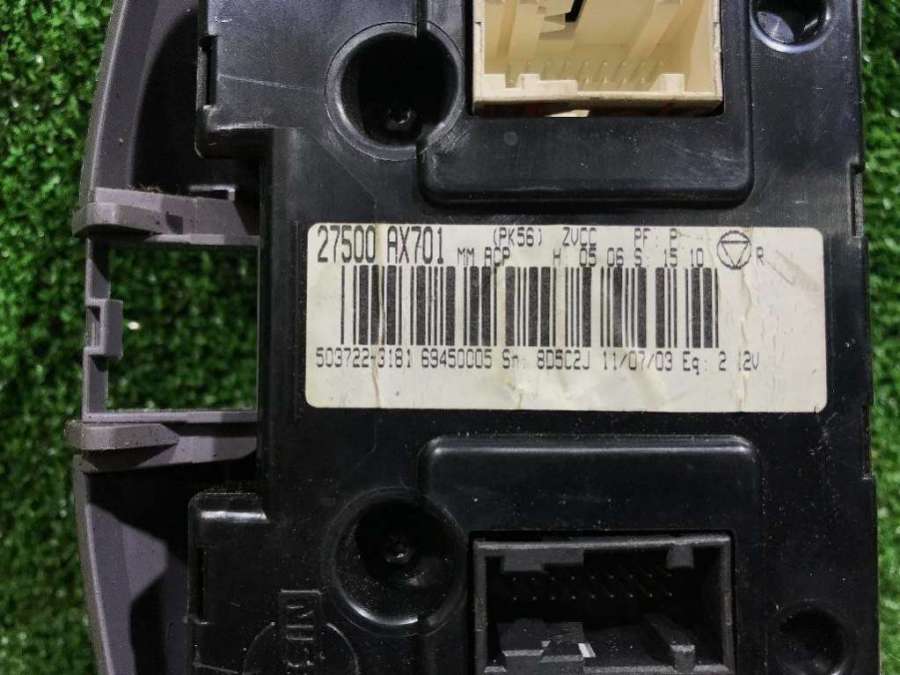 27500 AX701 (PK56) ZVCC PF: P
MM ACP H 05.06 S: 15.10 R
503722-3181 69450005 Sn: 8D5C2J 11/07/03 Eq: 2 12V